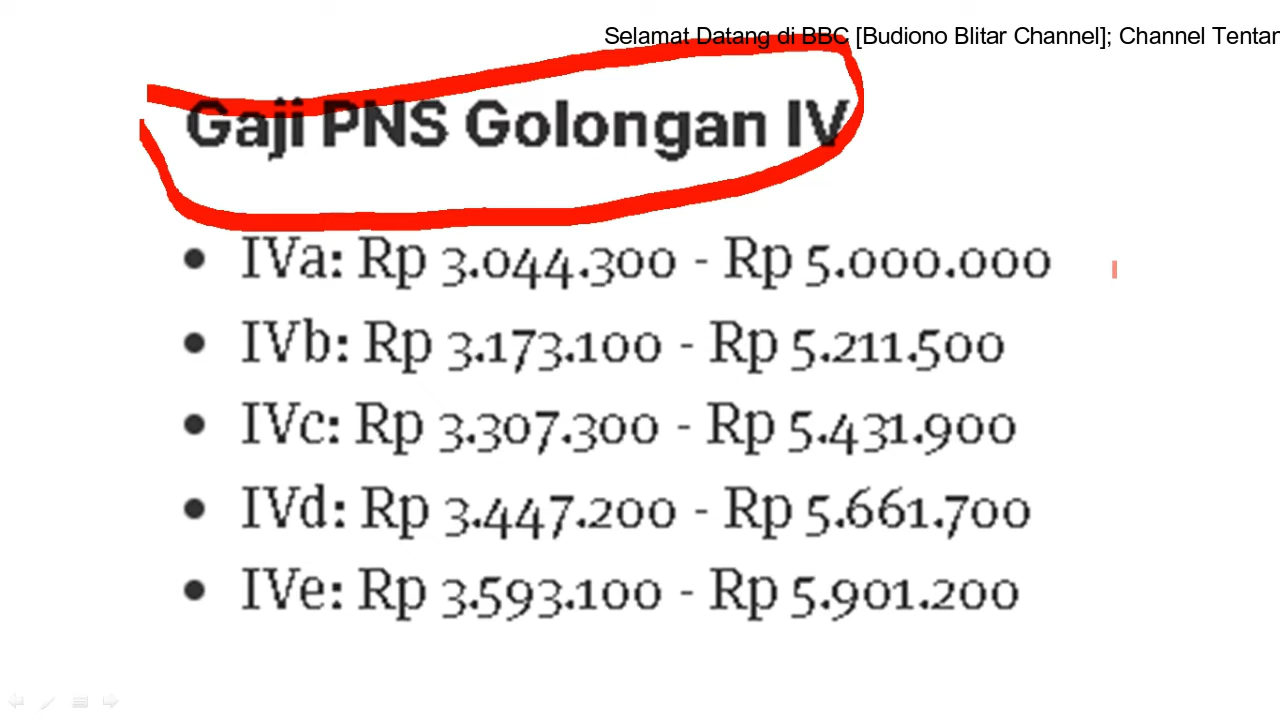 Selamat Datang di BBC [Budiono Blitar Channel]; Channel Tentan
Gaji PNS Golongan IV
• IVa: Rp 3.044.300 - Rp 5.000.000
• IVb: Rp 3.173.100 - Rp 5.211.500
• IVc: Rp 3.307.300 - Rp 5.431.900
• IVd: Rp 3.447.200 - Rp 5.661.700
• IVe: Rp 3.593.100 - Rp 5.901.200